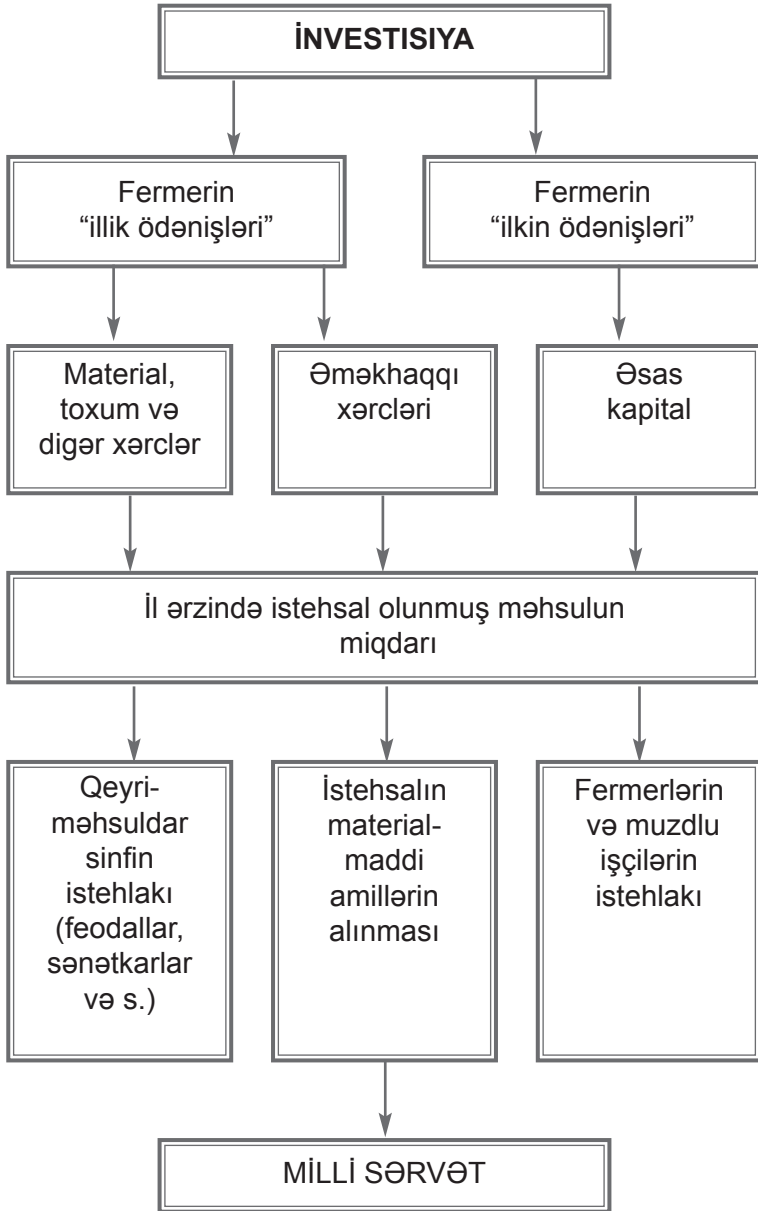 İNVESTISIYA
Fermerin
“illik ödənişləri”
Fermerin
“ilkin ödənişləri”
Material,
toxum və
digər xərclər
Əməkhaqqı
xərcləri
Əsas
kapital
İl ərzində istehsal olunmuş məhsulun
miqdarı
Qeyri-
məhsuldar
sinfin
istehlakı
(feodallar,
sənətkarlar
və s.)
İstehsalın
material-
maddi
amillərin
alınması
Fermerlərin
və muzdlu
işçilərin
istehlakı
MİLLİ SƏRVƏT